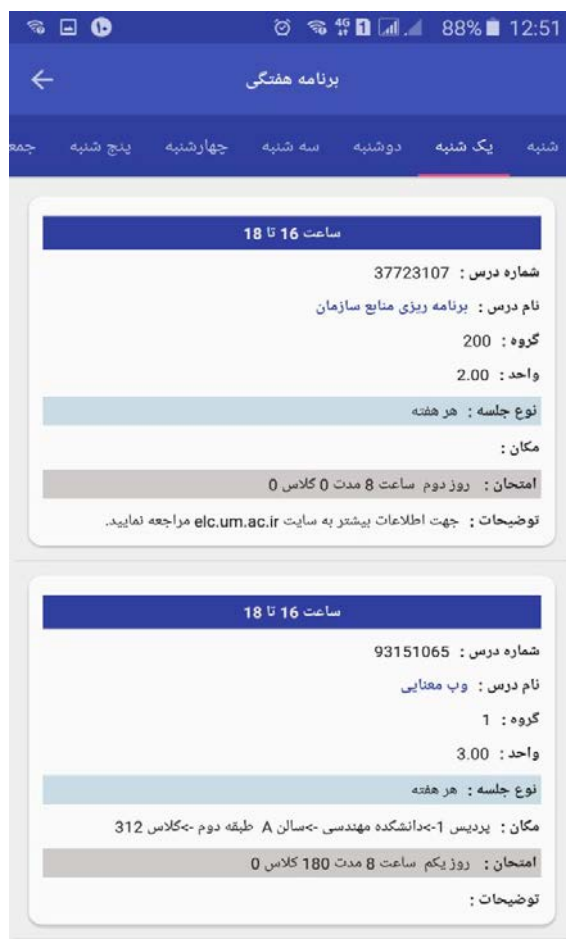 ۱۰ 4G 1 88% 12:51
برنامه هفتگی
شنبه یک شنبه دوشنبه سه شنبه چهارشنبه پنج شنبه جمع
ساعت 16 تا 18
شماره درس : 37723107
نام درس : برنامه ریزی منابع سازمان
گروه : 200
واحد : 2.00
نوع جلسه : هر هفته
مکان :
امتحان : روز دوم ساعت 8 مدت 0 کلاس 0
توضیحات : جهت اطلاعات بیشتر به سایت elc.um.ac.ir مراجعه نمایید.
ساعت 16 تا 18
شماره درس : 93151065
نام درس : وب معنایی
گروه : 1
واحد : 3.00
نوع جلسه : هر هفته
مکان : پردیس 1->دانشکده مهندسی ->سالن A طبقه دوم ->کلاس 312
امتحان : روز یکم ساعت 8 مدت 180 کلاس 0
توضیحات :